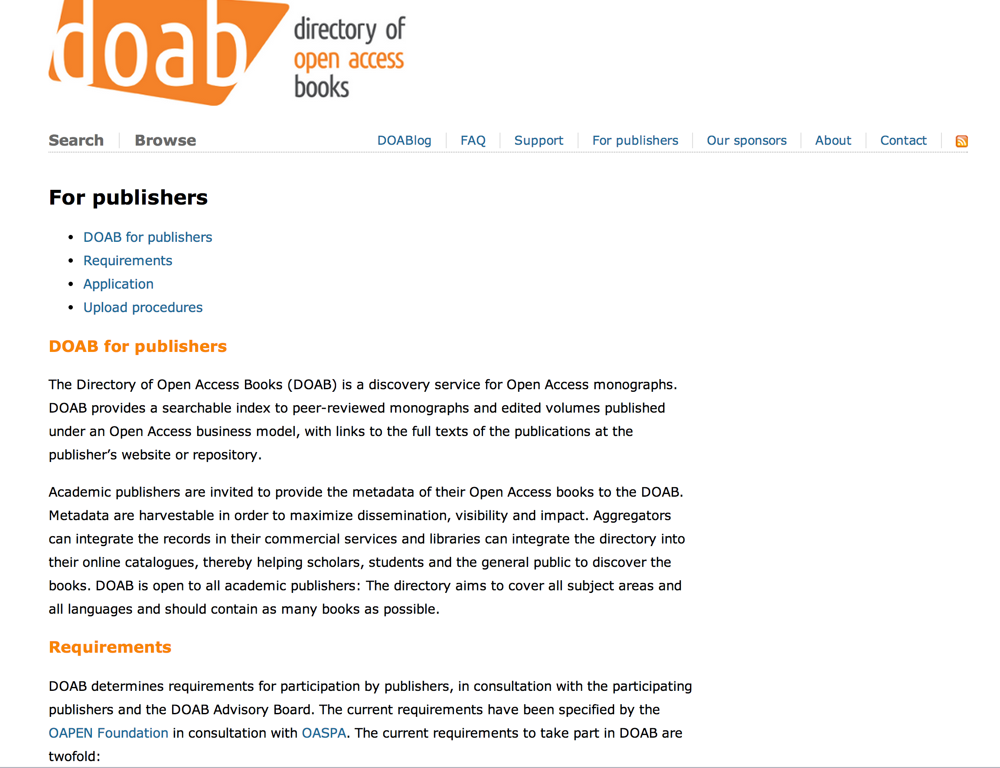 doab
directory of
open access
books
Search Browse DOABlog FAQ Support For publishers Our sponsors About Contact
For publishers
• DOAB for publishers
• Requirements
• Application
• Upload procedures
DOAB for publishers
The Directory of Open Access Books (DOAB) is a discovery service for Open Access monographs.
DOAB provides a searchable index to peer-reviewed monographs and edited volumes published
under an Open Access business model, with links to the full texts of the publications at the
publisher’s website or repository.
Academic publishers are invited to provide the metadata of their Open Access books to the DOAB.
Metadata are harvestable in order to maximize dissemination, visibility and impact. Aggregators
can integrate the records in their commercial services and libraries can integrate the directory into
their online catalogues, thereby helping scholars, students and the general public to discover the
books. DOAB is open to all academic publishers: The directory aims to cover all subject areas and
all languages and should contain as many books as possible.
Requirements
DOAB determines requirements for participation by publishers, in consultation with the participating
publishers and the DOAB Advisory Board. The current requirements have been specified by the
OAPEN Foundation in consultation with OASPA. The current requirements to take part in DOAB are
twofold: